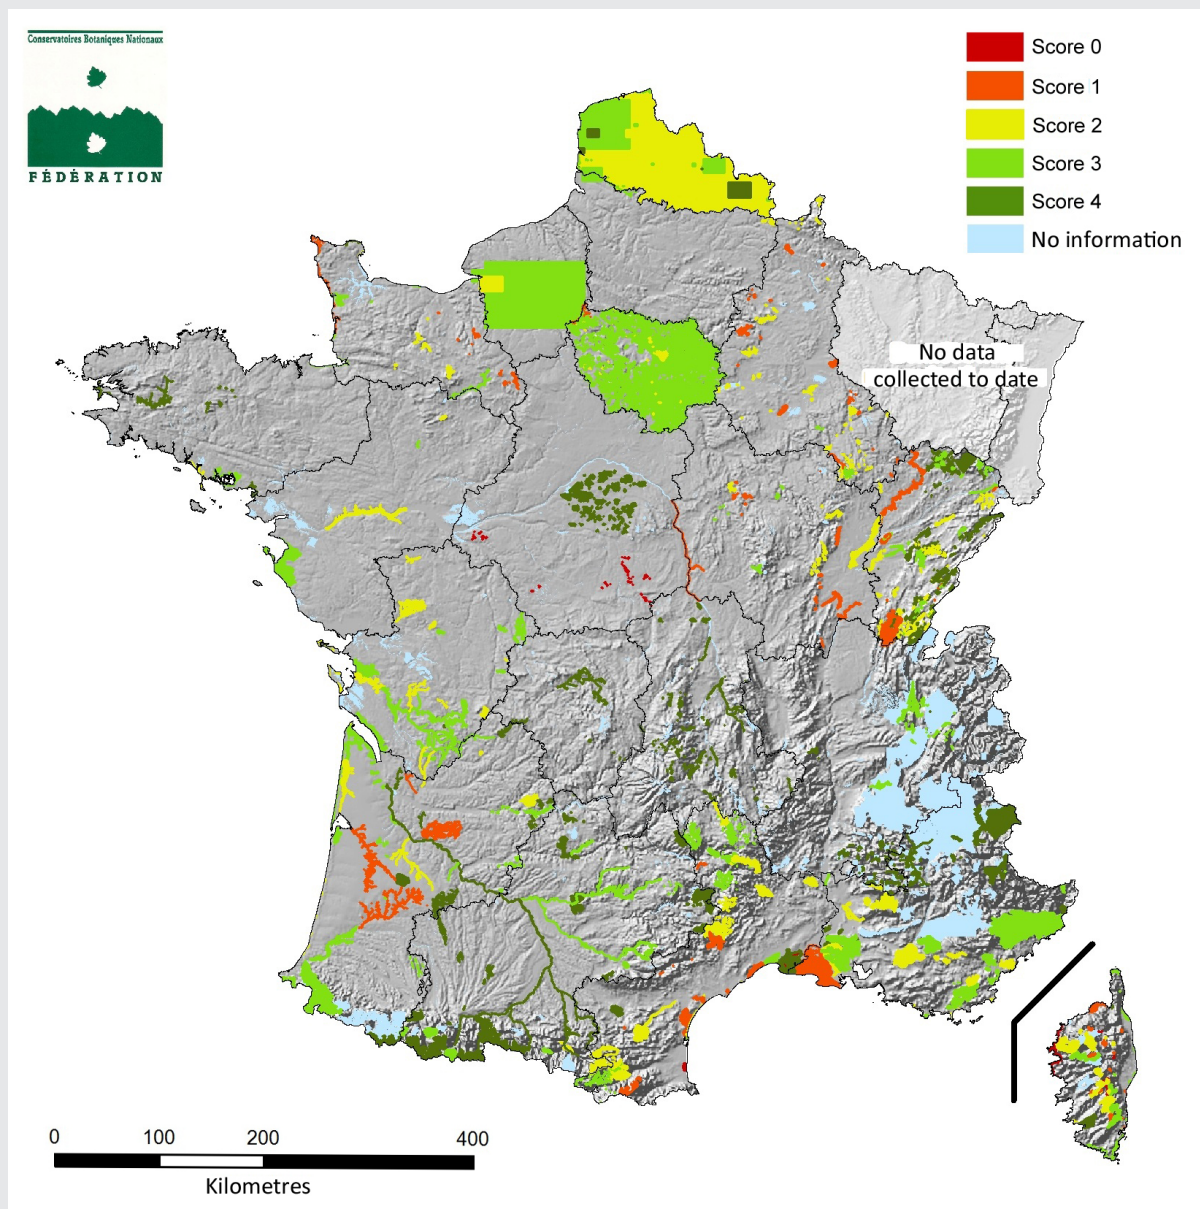 Conservatoires Botaniques Nationaux
FÉDÉRATION
Score 0
Score 1
Score 2
Score 3
Score 4
No information
No data
collected to date
0 100 200 400
Kilometres